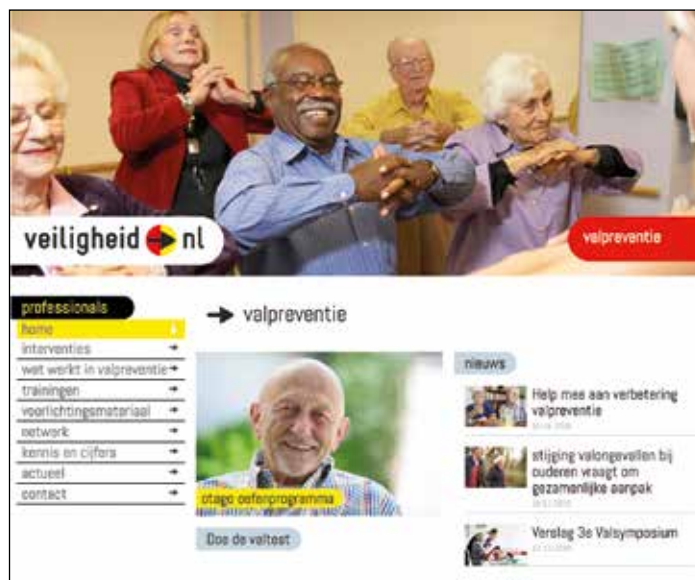 veiligheid nl
valpreventie
professionals
home
interventies
wat werkt in valpreventie
trainingen
voorlichtingsmateriaal
netwerk
kennis en cijfers
actueel
contact
valpreventie
otago oefenprogramma
Doe de valtest
nieuws
Help mee aan verbetering
valpreventie
stijging valongevallen bij
ouderen vraagt om
gezamenlijke aanpak
Verslag 3e Valsymposium